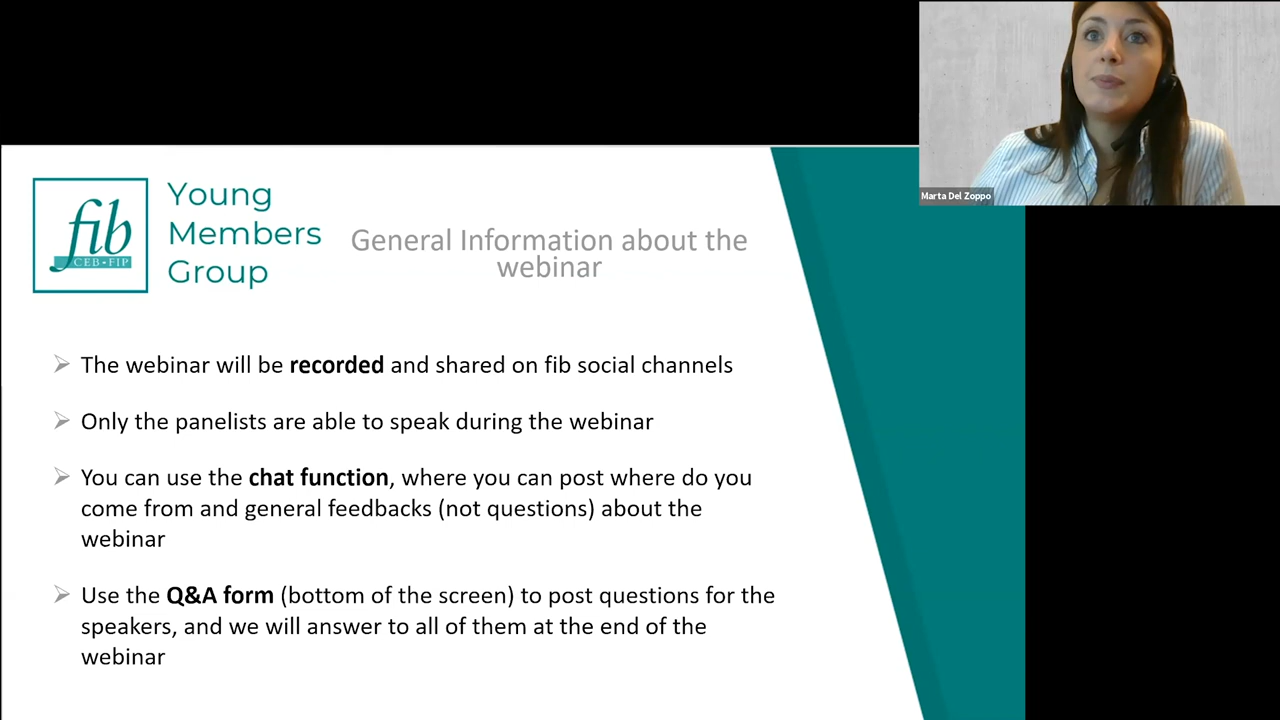 Marta Del Zoppo
fib
CEB•FIP
Young
Members
Group
General Information about the
webinar
The webinar will be recorded and shared on fib social channels
Only the panelists are able to speak during the webinar
You can use the chat function, where you can post where do you
come from and general feedbacks (not questions) about the
webinar
Use the Q&A form (bottom of the screen) to post questions for the
speakers, and we will answer to all of them at the end of the
webinar